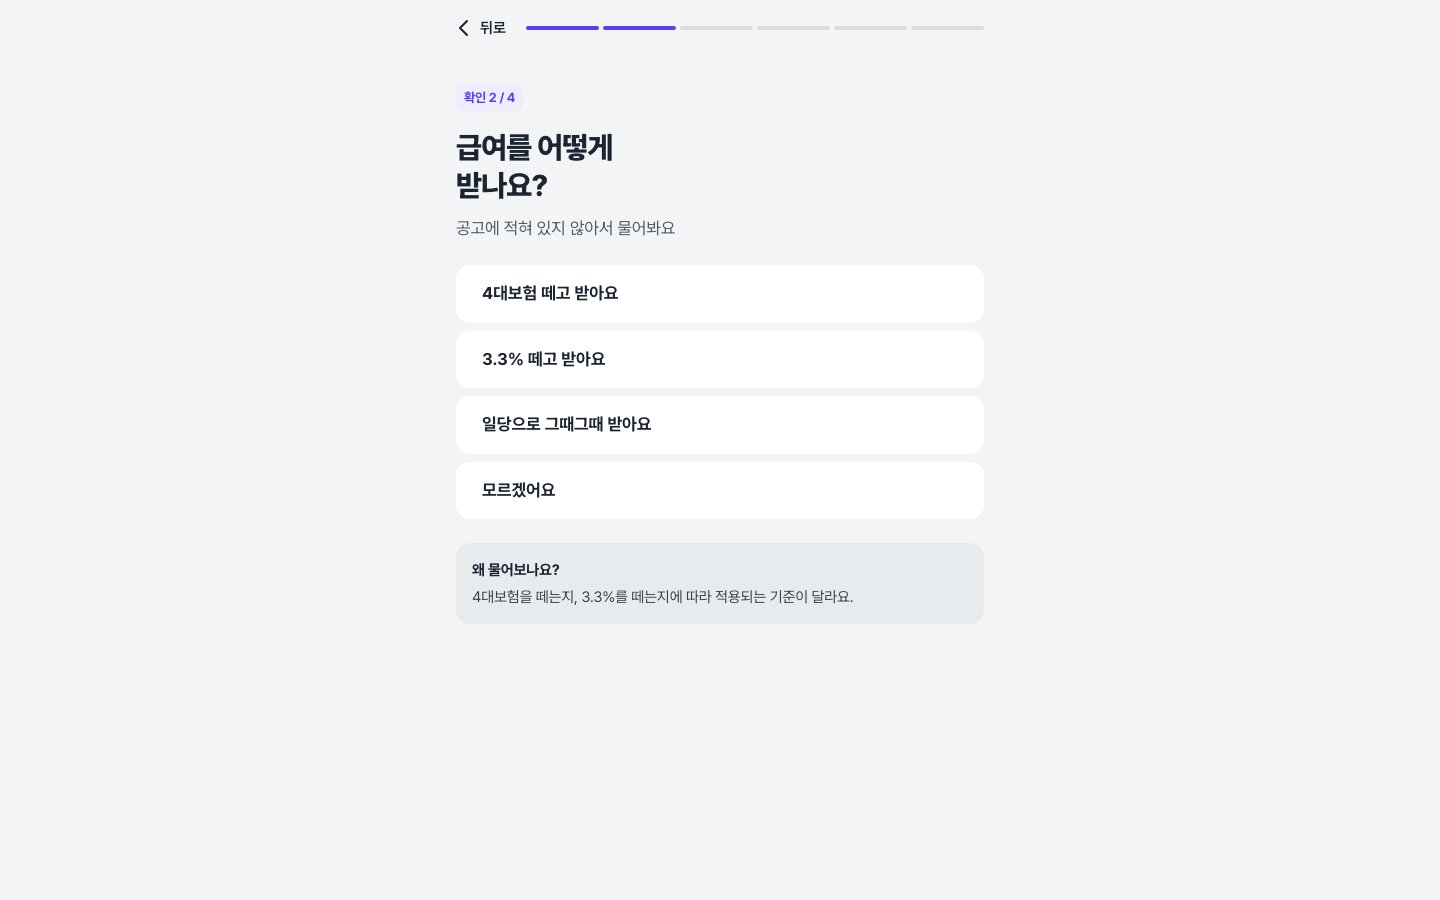 뒤로
확인 2 / 4
급여를 어떻게
받나요?
공고에 적혀 있지 않아서 물어봐요
4대보험 떼고 받아요
3.3% 떼고 받아요
일당으로 그때그때 받아요
모르겠어요
왜 물어보나요?
4대보험을 떼는지, 3.3%를 떼는지에 따라 적용되는 기준이 달라요.